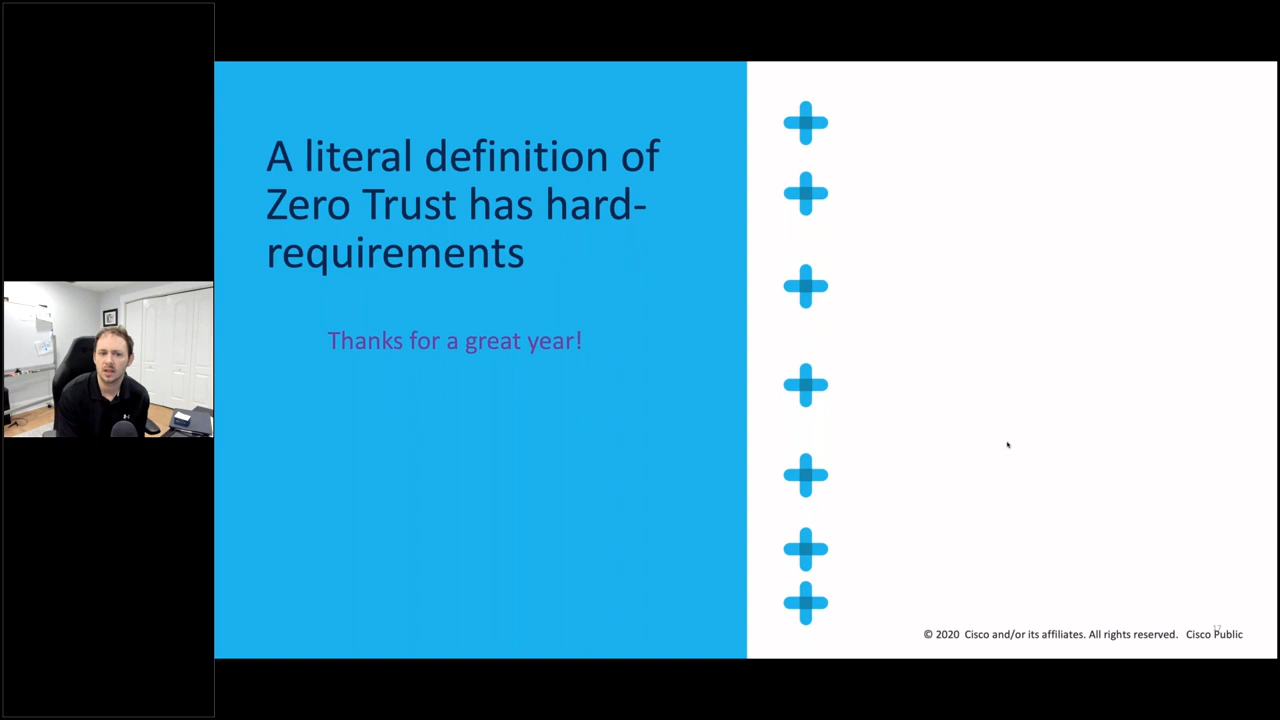 A literal definition of
Zero Trust has hard-
requirements
Thanks for a great year!
17
© 2020 Cisco and/or its affiliates. All rights reserved. Cisco Public